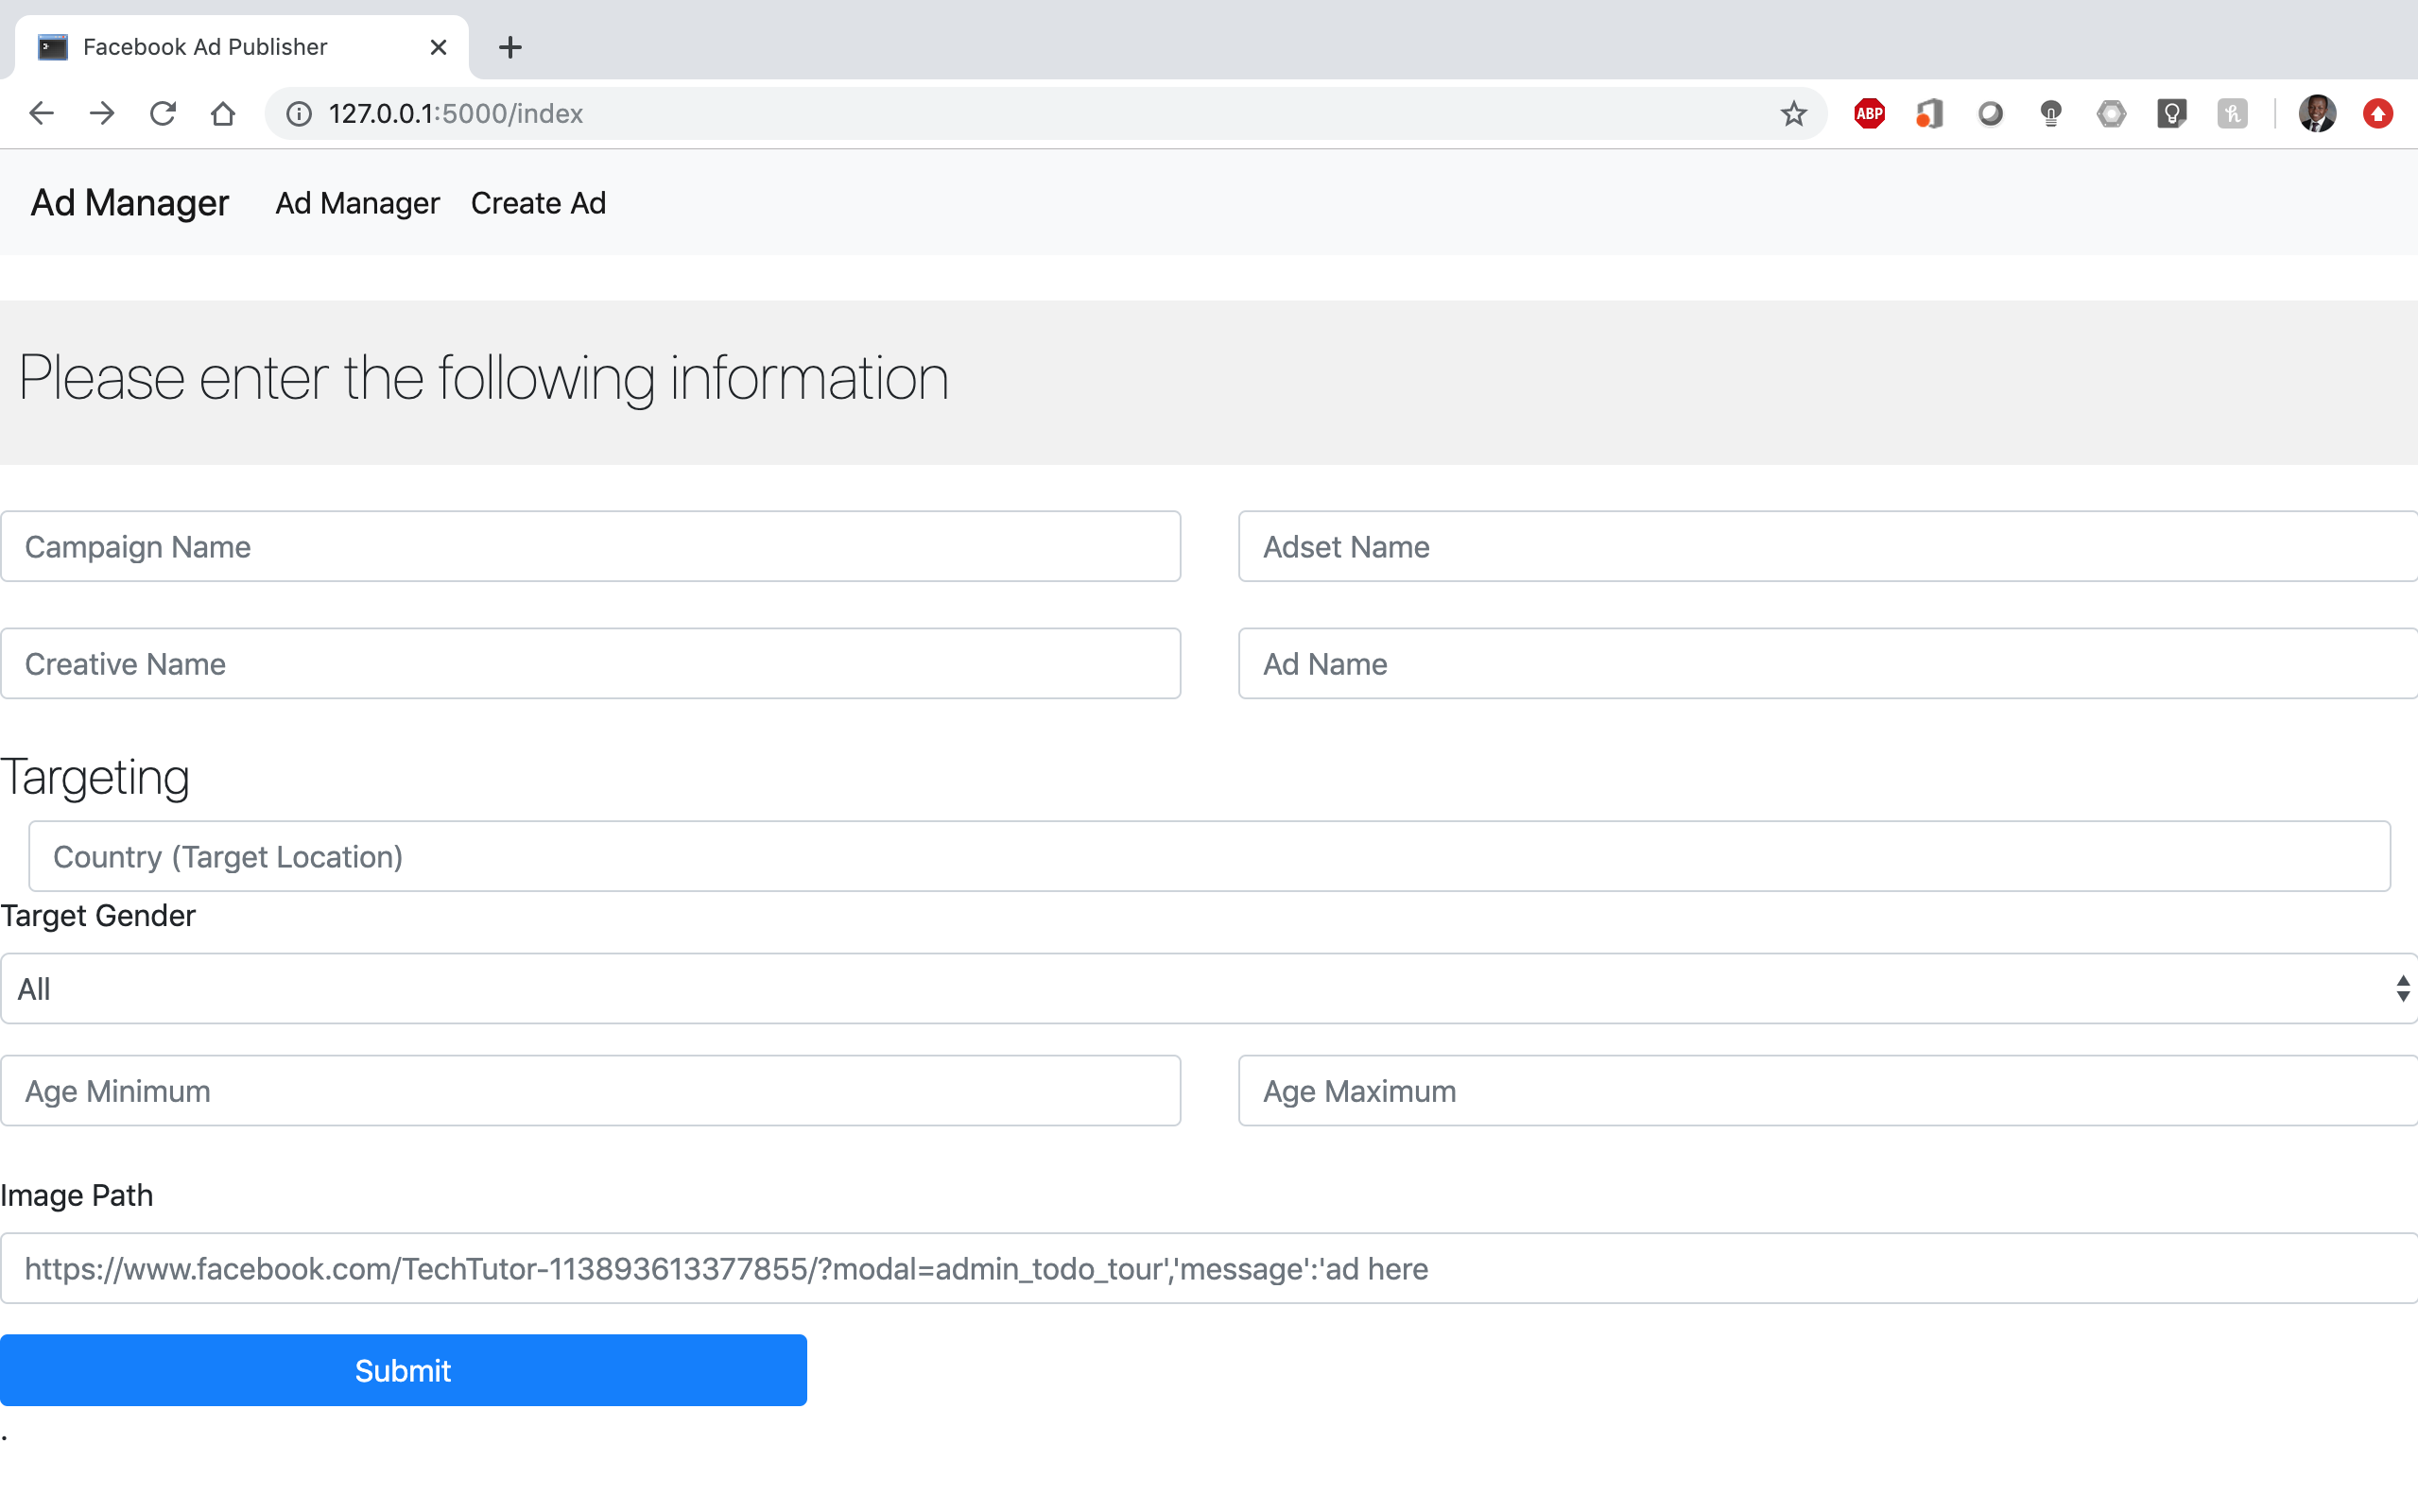 Facebook Ad Publisher
127.0.0.1:5000/index
ABP
Ad Manager Ad Manager Create Ad
Please enter the following information
Campaign Name Adset Name
Creative Name Ad Name
Targeting
Country (Target Location)
Target Gender
All
Age Minimum Age Maximum
Image Path
https://www.facebook.com/TechTutor-113893613377855/?modal=admin_todo_tour','message':'ad here
Submit
.